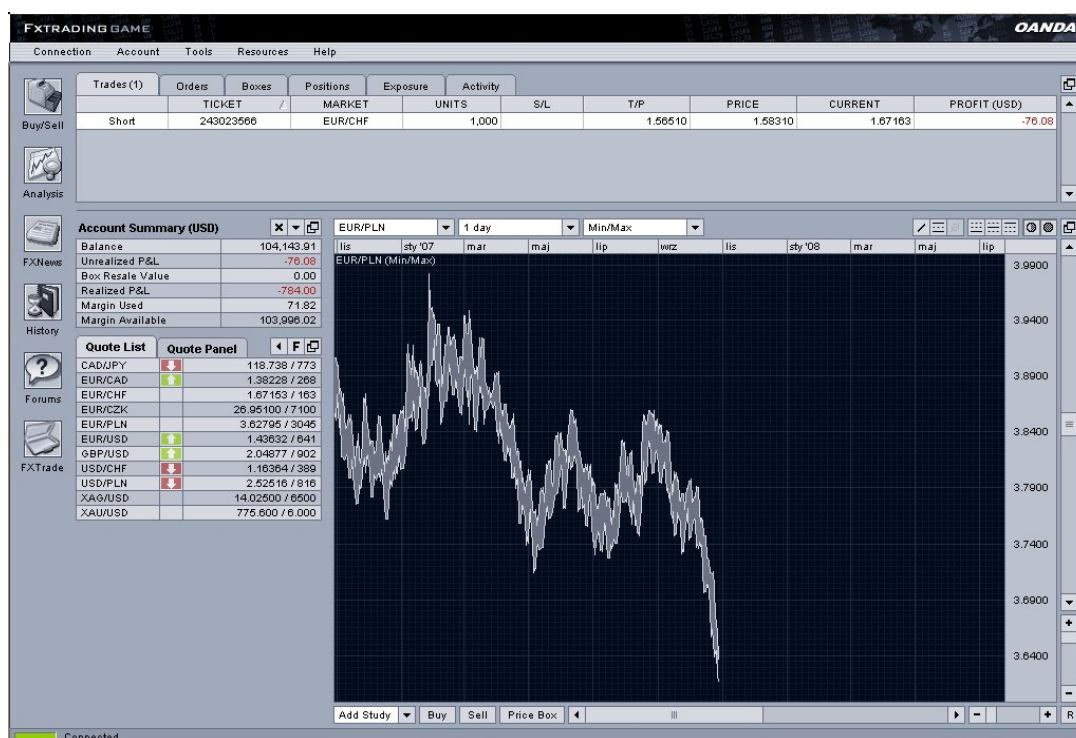 FXTRADING GAME OANDA
Connection Account Tools Resources Help
Buy/Sell
Analysis
FXNews
History
Forums
FXTrade
Trades (1) Orders Boxes Positions Exposure Activity
TICKET MARKET UNITS S/L T/P PRICE CURRENT PROFIT (USD)
Short 243023566 EUR/CHF 1,000 1.56510 1.58310 1.67163 -76.08
Account Summary (USD)
Balance 104,143.91
Unrealized P&L -76.08
Box Resale Value 0.00
Realized P&L -784.00
Margin Used 71.82
Margin Available 103,996.02
Quote List Quote Panel F
CAD/JPY 118.738 / 773
EUR/CAD 1.38228 / 268
EUR/CHF 1.67153 / 163
EUR/CZK 26.95100 / 7100
EUR/PLN 3.62795 / 3045
EUR/USD 1.43632 / 641
GBP/USD 2.04877 / 902
USD/CHF 1.16364 / 389
USD/PLN 2.52516 / 816
XAG/USD 14.02500 / 6500
XAU/USD 775.600 / 6.000
EUR/PLN 1 day Min/Max
lis sty '07 mar maj lip wrz lis sty '08 mar maj lip
EUR/PLN (Min/Max)
3.9900
3.9400
3.8900
3.8400
3.7900
3.7400
3.6900
3.6400
Add Study Buy Sell Price Box R
Connected